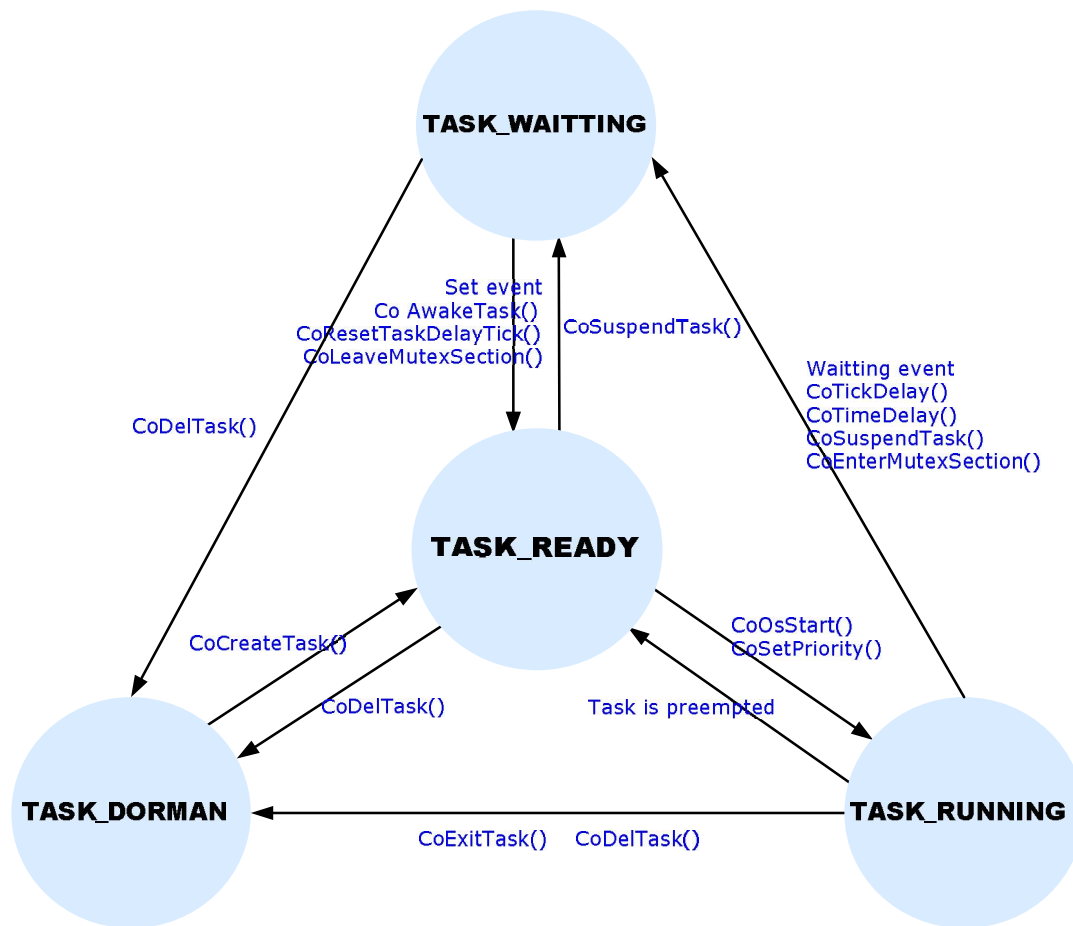 TASK_WAITTING
Set event
Co AwakeTask()
CoResetTaskDelayTick()
CoLeaveMutexSection()
CoSuspendTask()
Waitting event
CoTickDelay()
CoTimeDelay()
CoSuspendTask()
CoEnterMutexSection()
CoDelTask()
TASK_READY
CoCreateTask()
CoOsStart()
CoSetPriority()
CoDelTask()
Task is preempted
TASK_DORMAN
TASK_RUNNING
CoExitTask() CoDelTask()